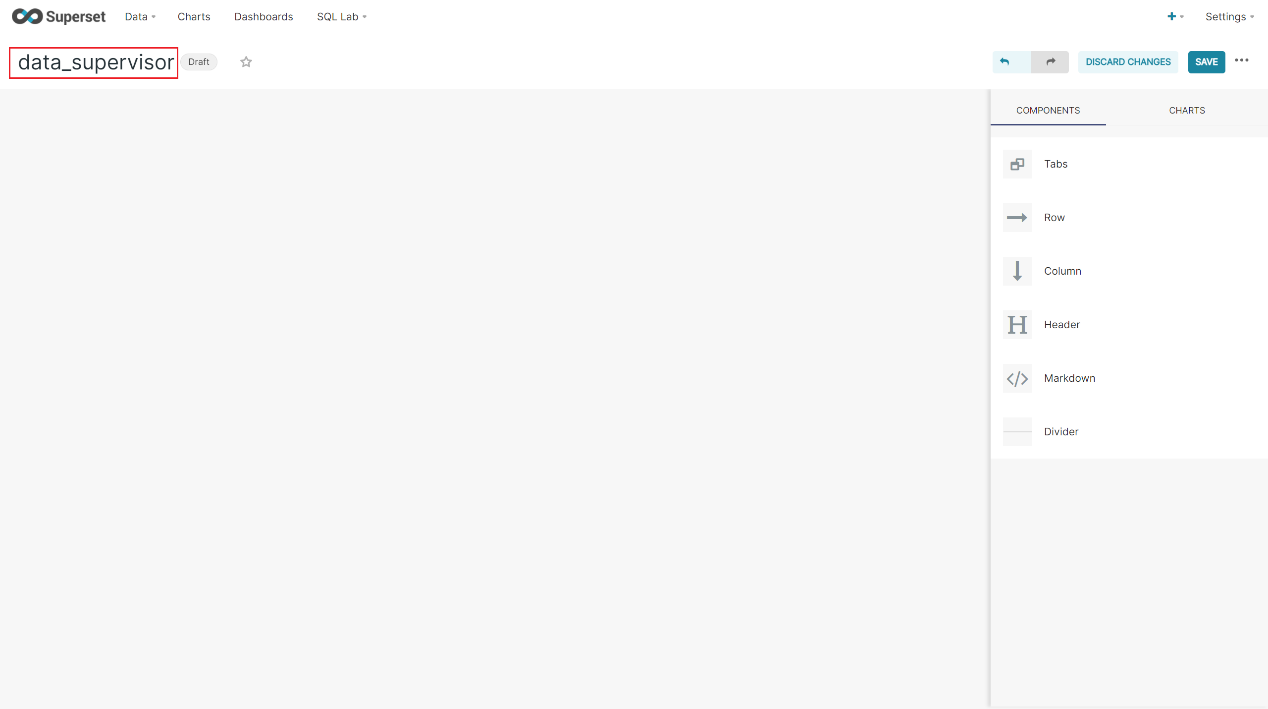 Superset Data Charts Dashboards SQL Lab + Settings
data_supervisor Draft DISCARD CHANGES SAVE
COMPONENTS CHARTS
Tabs
Row
Column
H Header
</> Markdown
Divider